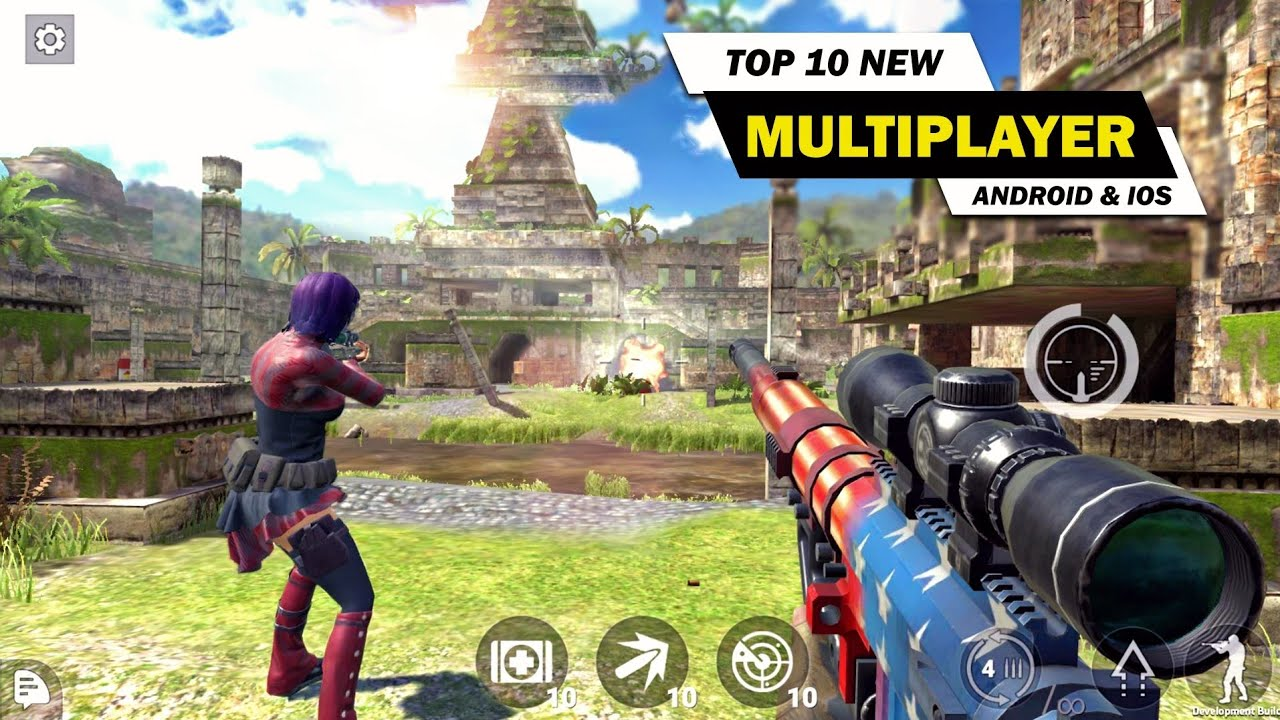 TOP 10 NEW
MULTIPLAYER
ANDROID & IOS
10
10
10
4
∞
Development Build